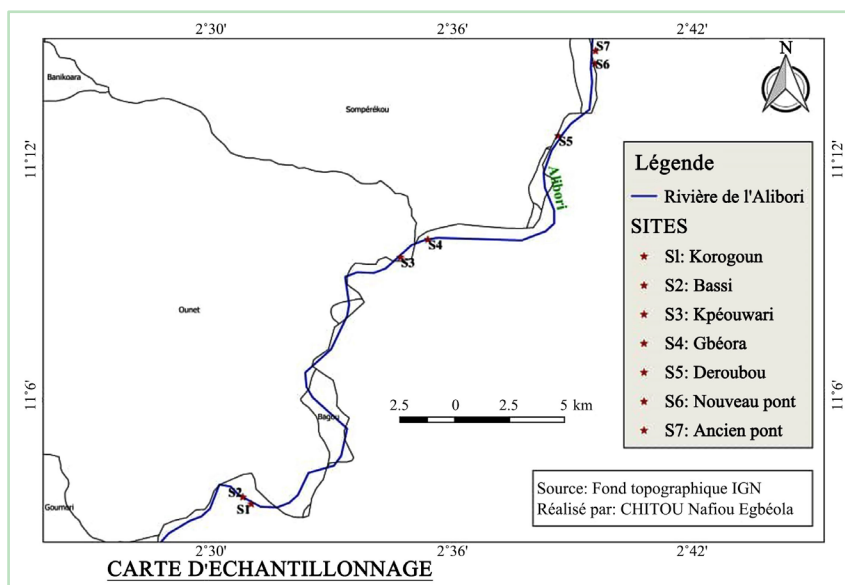 2°30' 2°36' 2°42'
N
S7
S6
Banikoara
Sompérékou
11°12'
11°12'
S5
Alibori
Légende
Rivière de l'Alibori
SITES
S1: Korogoun
S2: Bassi
S3: Kpéouwari
S4: Gbéora
S5: Deroubou
S6: Nouveau pont
S7: Ancien pont
S4
S3
Ounet
11°6'
11°6'
2.5 0 2.5 5 km
Bagou
S2
S1
Goumori
Source: Fond topographique IGN
Réalisé par: CHITOU Nafiou Egbéola
2°30' 2°36' 2°42'
CARTE D'ECHANTILLONNAGE